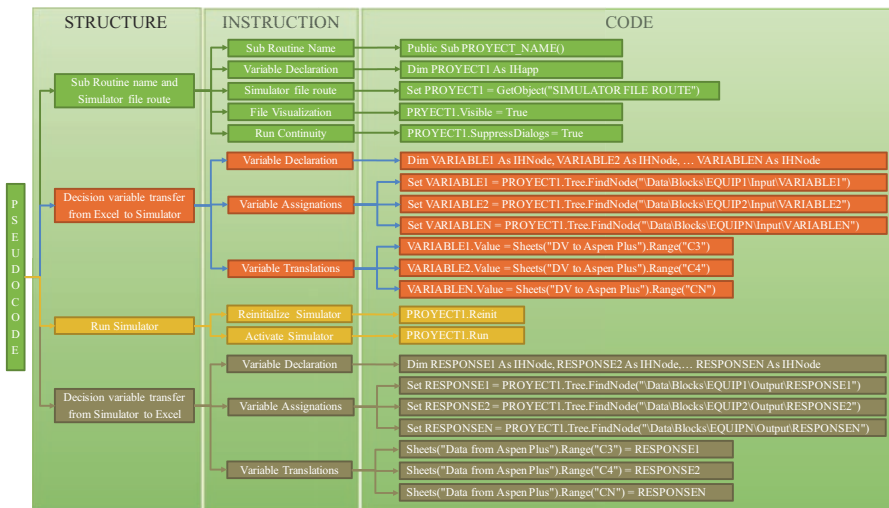 STRUCTURE
INSTRUCTION
CODE
PSEUDOCODE
Sub Routine name and
Simulator file route
Sub Routine Name
Public Sub PROYECT_NAME()
Variable Declaration
Dim PROYECT1 As IHapp
Simulator file route
Set PROYECT1 = GetObject("SIMULATOR FILE ROUTE")
File Visualization
PRYECT1.Visible = True
Run Continuity
PROYECT1.SuppressDialogs = True
Decision variable transfer
from Excel to Simulator
Variable Declaration
Dim VARIABLE1 As IHNode, VARIABLE2 As IHNode, … VARIABLEN As IHNode
Variable Assignations
Set VARIABLE1 = PROYECT1.Tree.FindNode("\Data\Blocks\EQUIP1\Input\VARIABLE1")
Set VARIABLE2 = PROYECT1.Tree.FindNode("\Data\Blocks\EQUIP2\Input\VARIABLE2")
Set VARIABLEN = PROYECT1.Tree.FindNode("\Data\Blocks\EQUIPN\Input\VARIABLEN")
Variable Translations
VARIABLE1.Value = Sheets("DV to Aspen Plus").Range("C3")
VARIABLE2.Value = Sheets("DV to Aspen Plus").Range("C4")
VARIABLEN.Value = Sheets("DV to Aspen Plus").Range("CN")
Run Simulator
Reinitialize Simulator
PROYECT1.Reinit
Activate Simulator
PROYECT1.Run
Decision variable transfer
from Simulator to Excel
Variable Declaration
Dim RESPONSE1 As IHNode, RESPONSE2 As IHNode,… RESPONSEN As IHNode
Variable Assignations
Set RESPONSE1 = PROYECT1.Tree.FindNode("\Data\Blocks\EQUIP1\Output\RESPONSE1")
Set RESPONSE2 = PROYECT1.Tree.FindNode("\Data\Blocks\EQUIP2\Output\RESPONSE2")
Set RESPONSEN = PROYECT1.Tree.FindNode("\Data\Blocks\EQUIPN\Output\RESPONSEN")
Variable Translations
Sheets("Data from Aspen Plus").Range("C3") = RESPONSE1
Sheets("Data from Aspen Plus").Range("C4") = RESPONSE2
Sheets("Data from Aspen Plus").Range("CN") = RESPONSEN